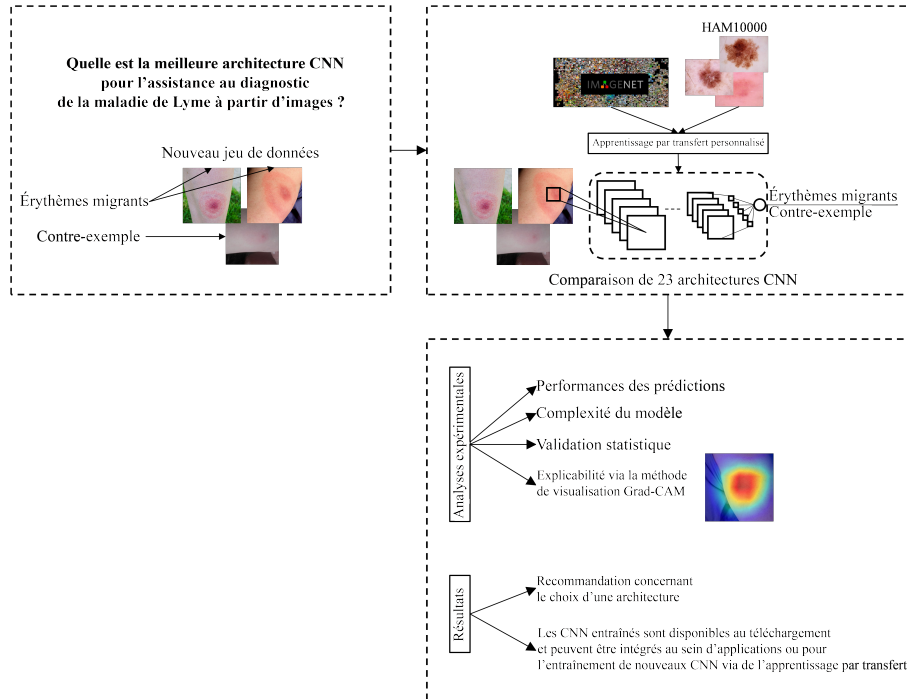 Quelle est la meilleure architecture CNN
pour l'assistance au diagnostic
de la maladie de Lyme à partir d'images ?
Nouveau jeu de données
Érythèmes migrants
Contre-exemple
HAM10000
IMAGENET
Apprentissage par transfert personnalisé
Érythèmes migrants
Contre-exemple
Comparaison de 23 architectures CNN
Analyses expérimentales
Performances des prédictions
Complexité du modèle
Validation statistique
Explicabilité via la méthode
de visualisation Grad-CAM
Résultats
Recommandation concernant
le choix d'une architecture
Les CNN entraînés sont disponibles au téléchargement
et peuvent être intégrés au sein d'applications ou pour
l'entraînement de nouveaux CNN via de l'apprentissage par transfert